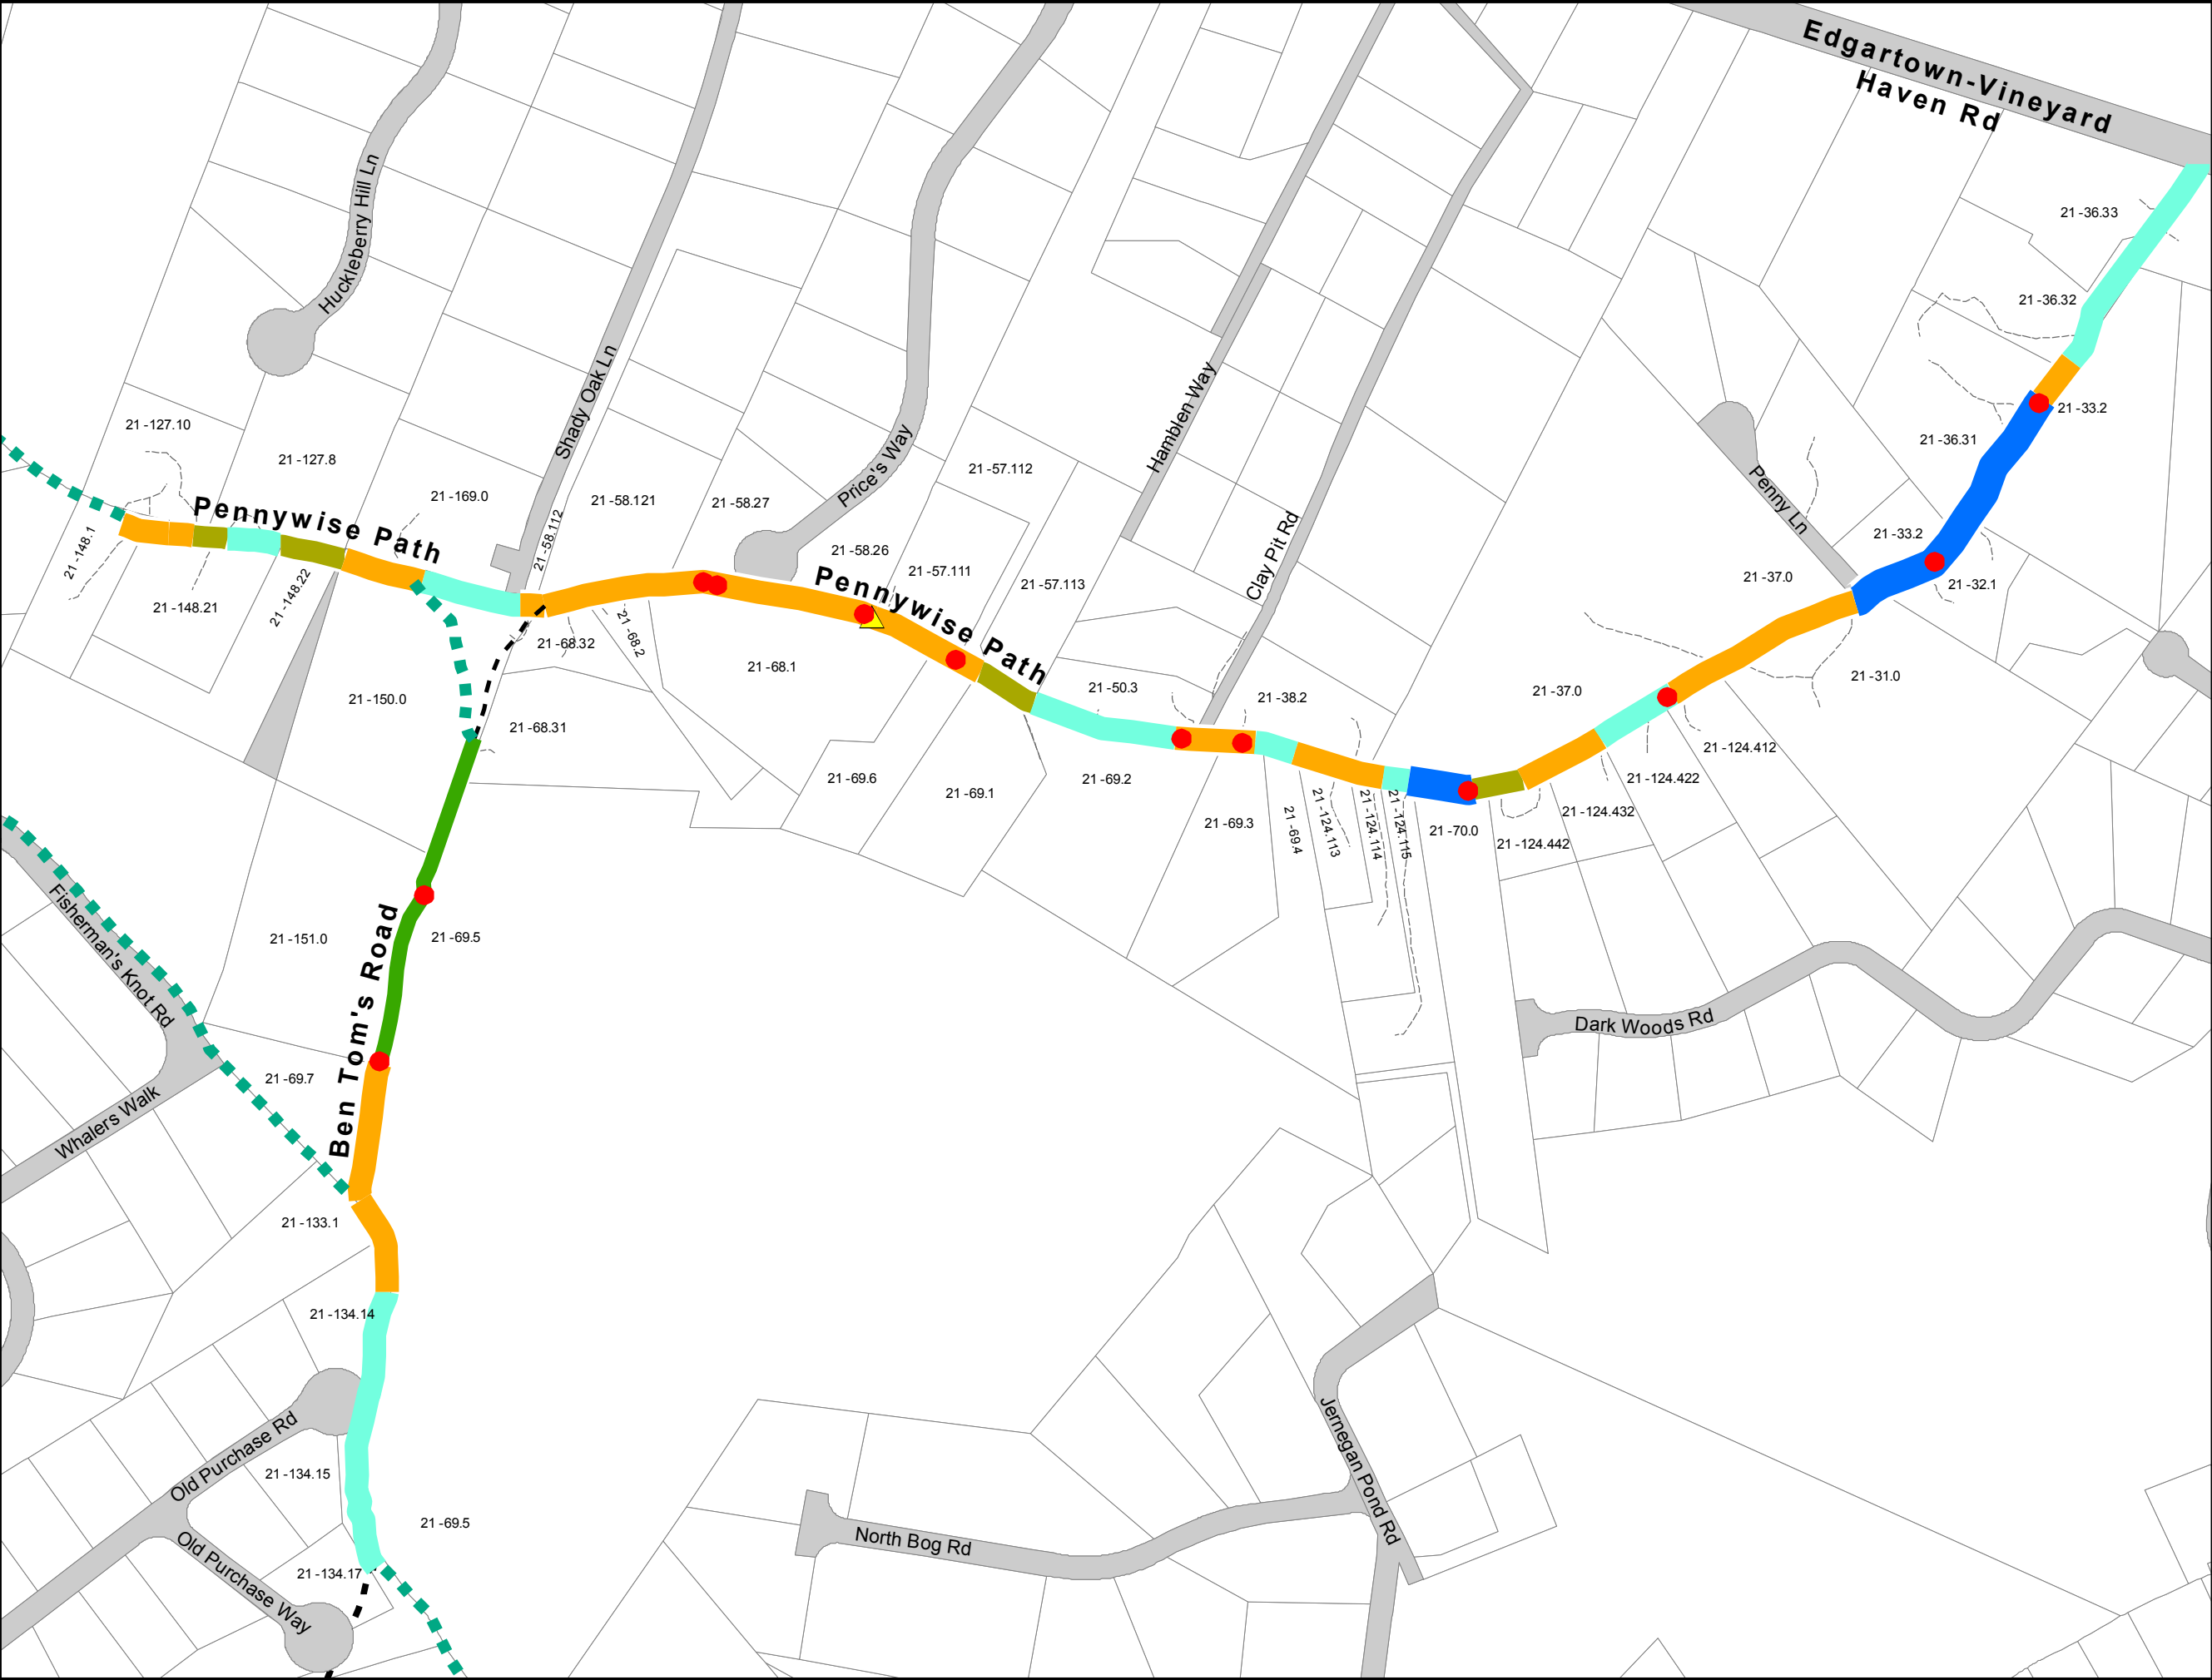 Edgartown-Vineyard
Haven Rd
21-36.33
21-36.32
21-33.2
21-36.31
Huckleberry Hill Ln
Shady Oak Ln
Price's Way
Hamblen Way
Clay Pit Rd
Penny Ln
21-127.10
21-127.8
21-169.0
21-58.121
21-58.27
21-57.112
21-33.2
21-148.1
Pennywise Path
21-58.112
21-58.26
21-57.111
21-57.113
21-37.0
21-32.1
21-148.21
21-148.22
Pennywise Path
21-68.32
21-68.2
21-68.1
21-50.3
21-38.2
21-37.0
21-31.0
21-150.0
21-68.31
21-69.6
21-69.1
21-69.2
21-69.3
21-69.4
21-124.113
21-124.114
21-124.115
21-70.0
21-124.442
21-124.432
21-124.422
21-124.412
Fisherman's Knot Rd
21-151.0
Ben Tom's Road
21-69.5
Dark Woods Rd
21-69.7
Whalers Walk
21-133.1
21-134.14
Old Purchase Rd
21-134.15
21-69.5
Jernegan Pond Rd
North Bog Rd
Old Purchase Way
21-134.17